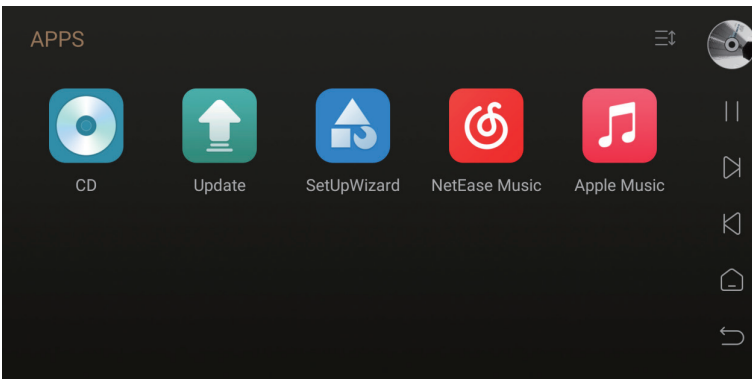 APPS
CD
Update
SetUpWizard
NetEase Music
Apple Music